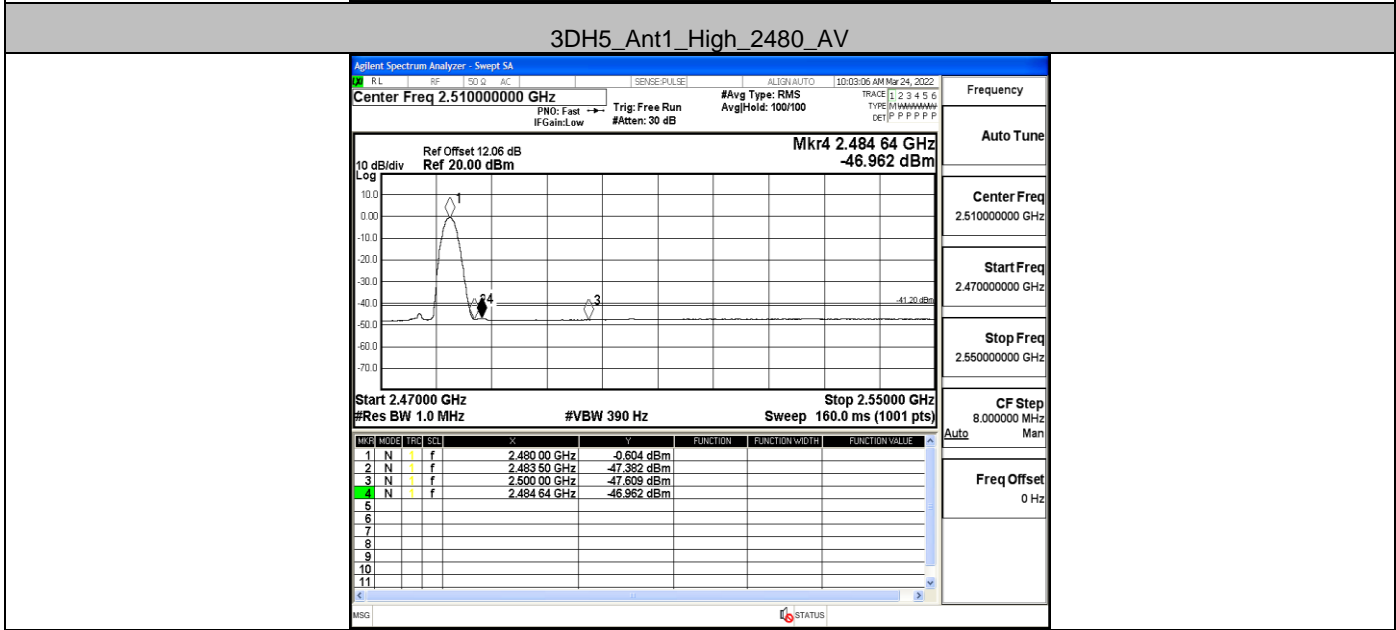 3DH5_Ant1_High_2480_AV
Agilent Spectrum Analyzer - Swept SA
RL RF 50 Ω AC SENSE:PULSE ALIGNAUTO 10:03:06 AM Mar 24, 2022
Center Freq 2.510000000 GHz
PNO: Fast
IFGain:Low
Trig: Free Run
#Atten: 30 dB
#Avg Type: RMS
Avg|Hold: 100/100
TRACE 1 2 3 4 5 6
TYPE M
DET P P P P P P
Ref Offset 12.06 dB
Ref 20.00 dBm
10 dB/div
Log
Mkr4 2.484 64 GHz
-46.962 dBm
10.0
0.00
-10.0
-20.0
-30.0
-40.0
-50.0
-60.0
-70.0
1
4
3
-41.20 dBm
Start 2.47000 GHz Stop 2.55000 GHz
#Res BW 1.0 MHz #VBW 390 Hz Sweep 160.0 ms (1001 pts)
MKR MODE TRC SCL X Y FUNCTION FUNCTION WIDTH FUNCTION VALUE
1 N 1 f 2.480 00 GHz -0.604 dBm
2 N 1 f 2.483 50 GHz -47.382 dBm
3 N 1 f 2.500 00 GHz -47.609 dBm
4 N 1 f 2.484 64 GHz -46.962 dBm
5
6
7
8
9
10
11
MSG STATUS
Frequency
Auto Tune
Center Freq
2.510000000 GHz
Start Freq
2.470000000 GHz
Stop Freq
2.550000000 GHz
CF Step
8.000000 MHz
Auto Man
Freq Offset
0 Hz